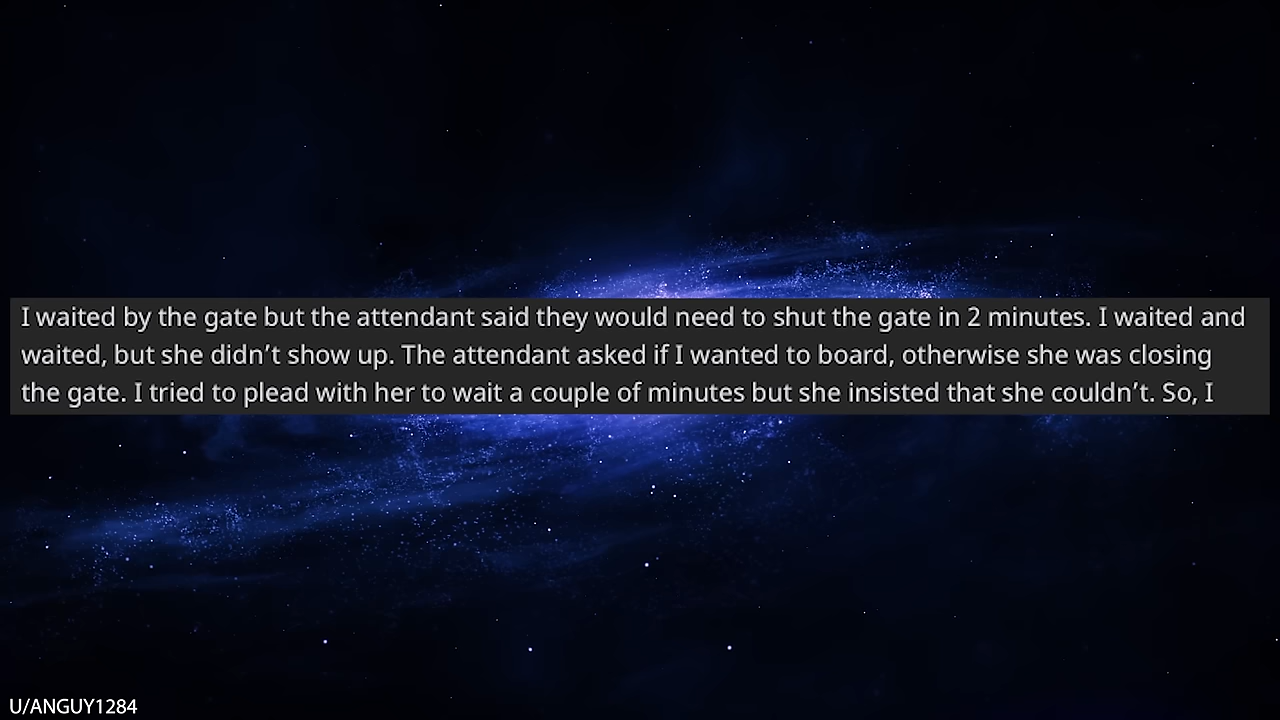 I waited by the gate but the attendant said they would need to shut the gate in 2 minutes. I waited and
waited, but she didn’t show up. The attendant asked if I wanted to board, otherwise she was closing
the gate. I tried to plead with her to wait a couple of minutes but she insisted that she couldn’t. So, I
U/ANGUY1284